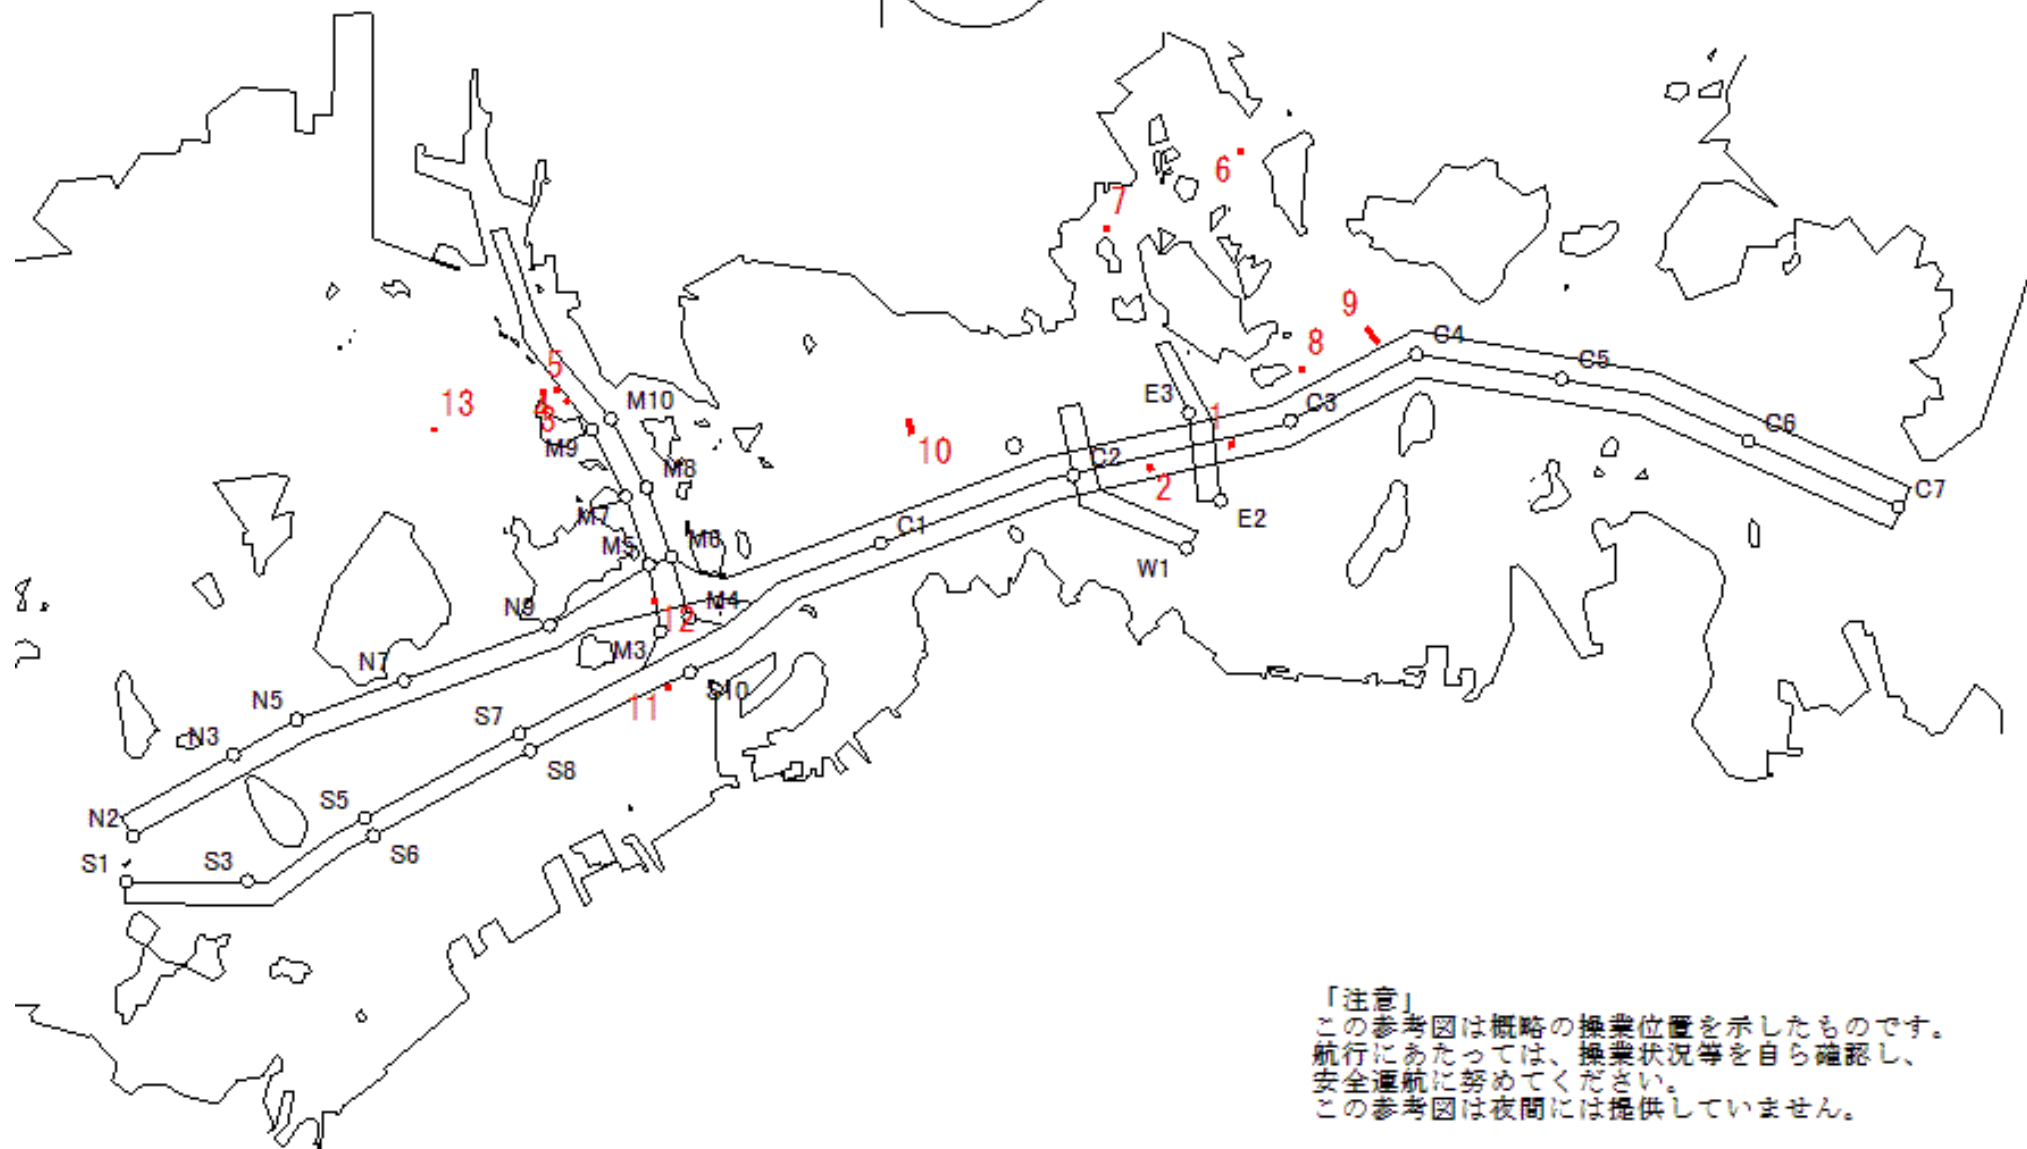 6
7
9
8
C4
C5
5
13
4
3
M10
M9
E3
1
C3
C6
10
M8
C2
2
C7
M7
C1
E2
M5
M6
W1
N9
M4
12
M3
N7
S10
11
N5
S7
N3
S8
S5
N2
S6
S1
S3
「注意」
この参考図は概略の操業位置を示したものです。
航行にあたっては、操業状況等を自ら確認し、
安全運航に努めてください。
この参考図は夜間には提供していません。